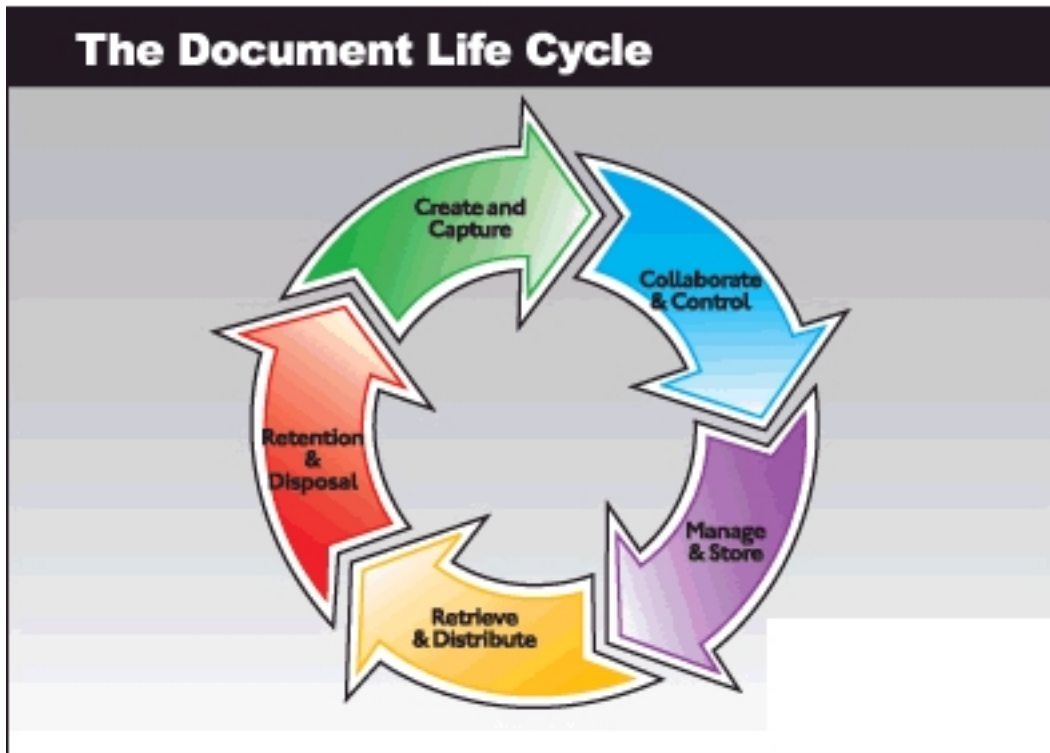 The Document Life Cycle
Create and
Capture
Collaborate
& Control
Manage
& Store
Retrieve
& Distribute
Retention
&
Disposal